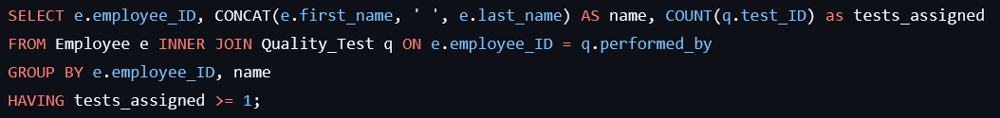 SELECT e.employee_ID, CONCAT(e.first_name, ' ', e.last_name) AS name, COUNT(q.test_ID) as tests_assigned
FROM Employee e INNER JOIN Quality_Test q ON e.employee_ID = q.performed_by
GROUP BY e.employee_ID, name
HAVING tests_assigned >= 1;